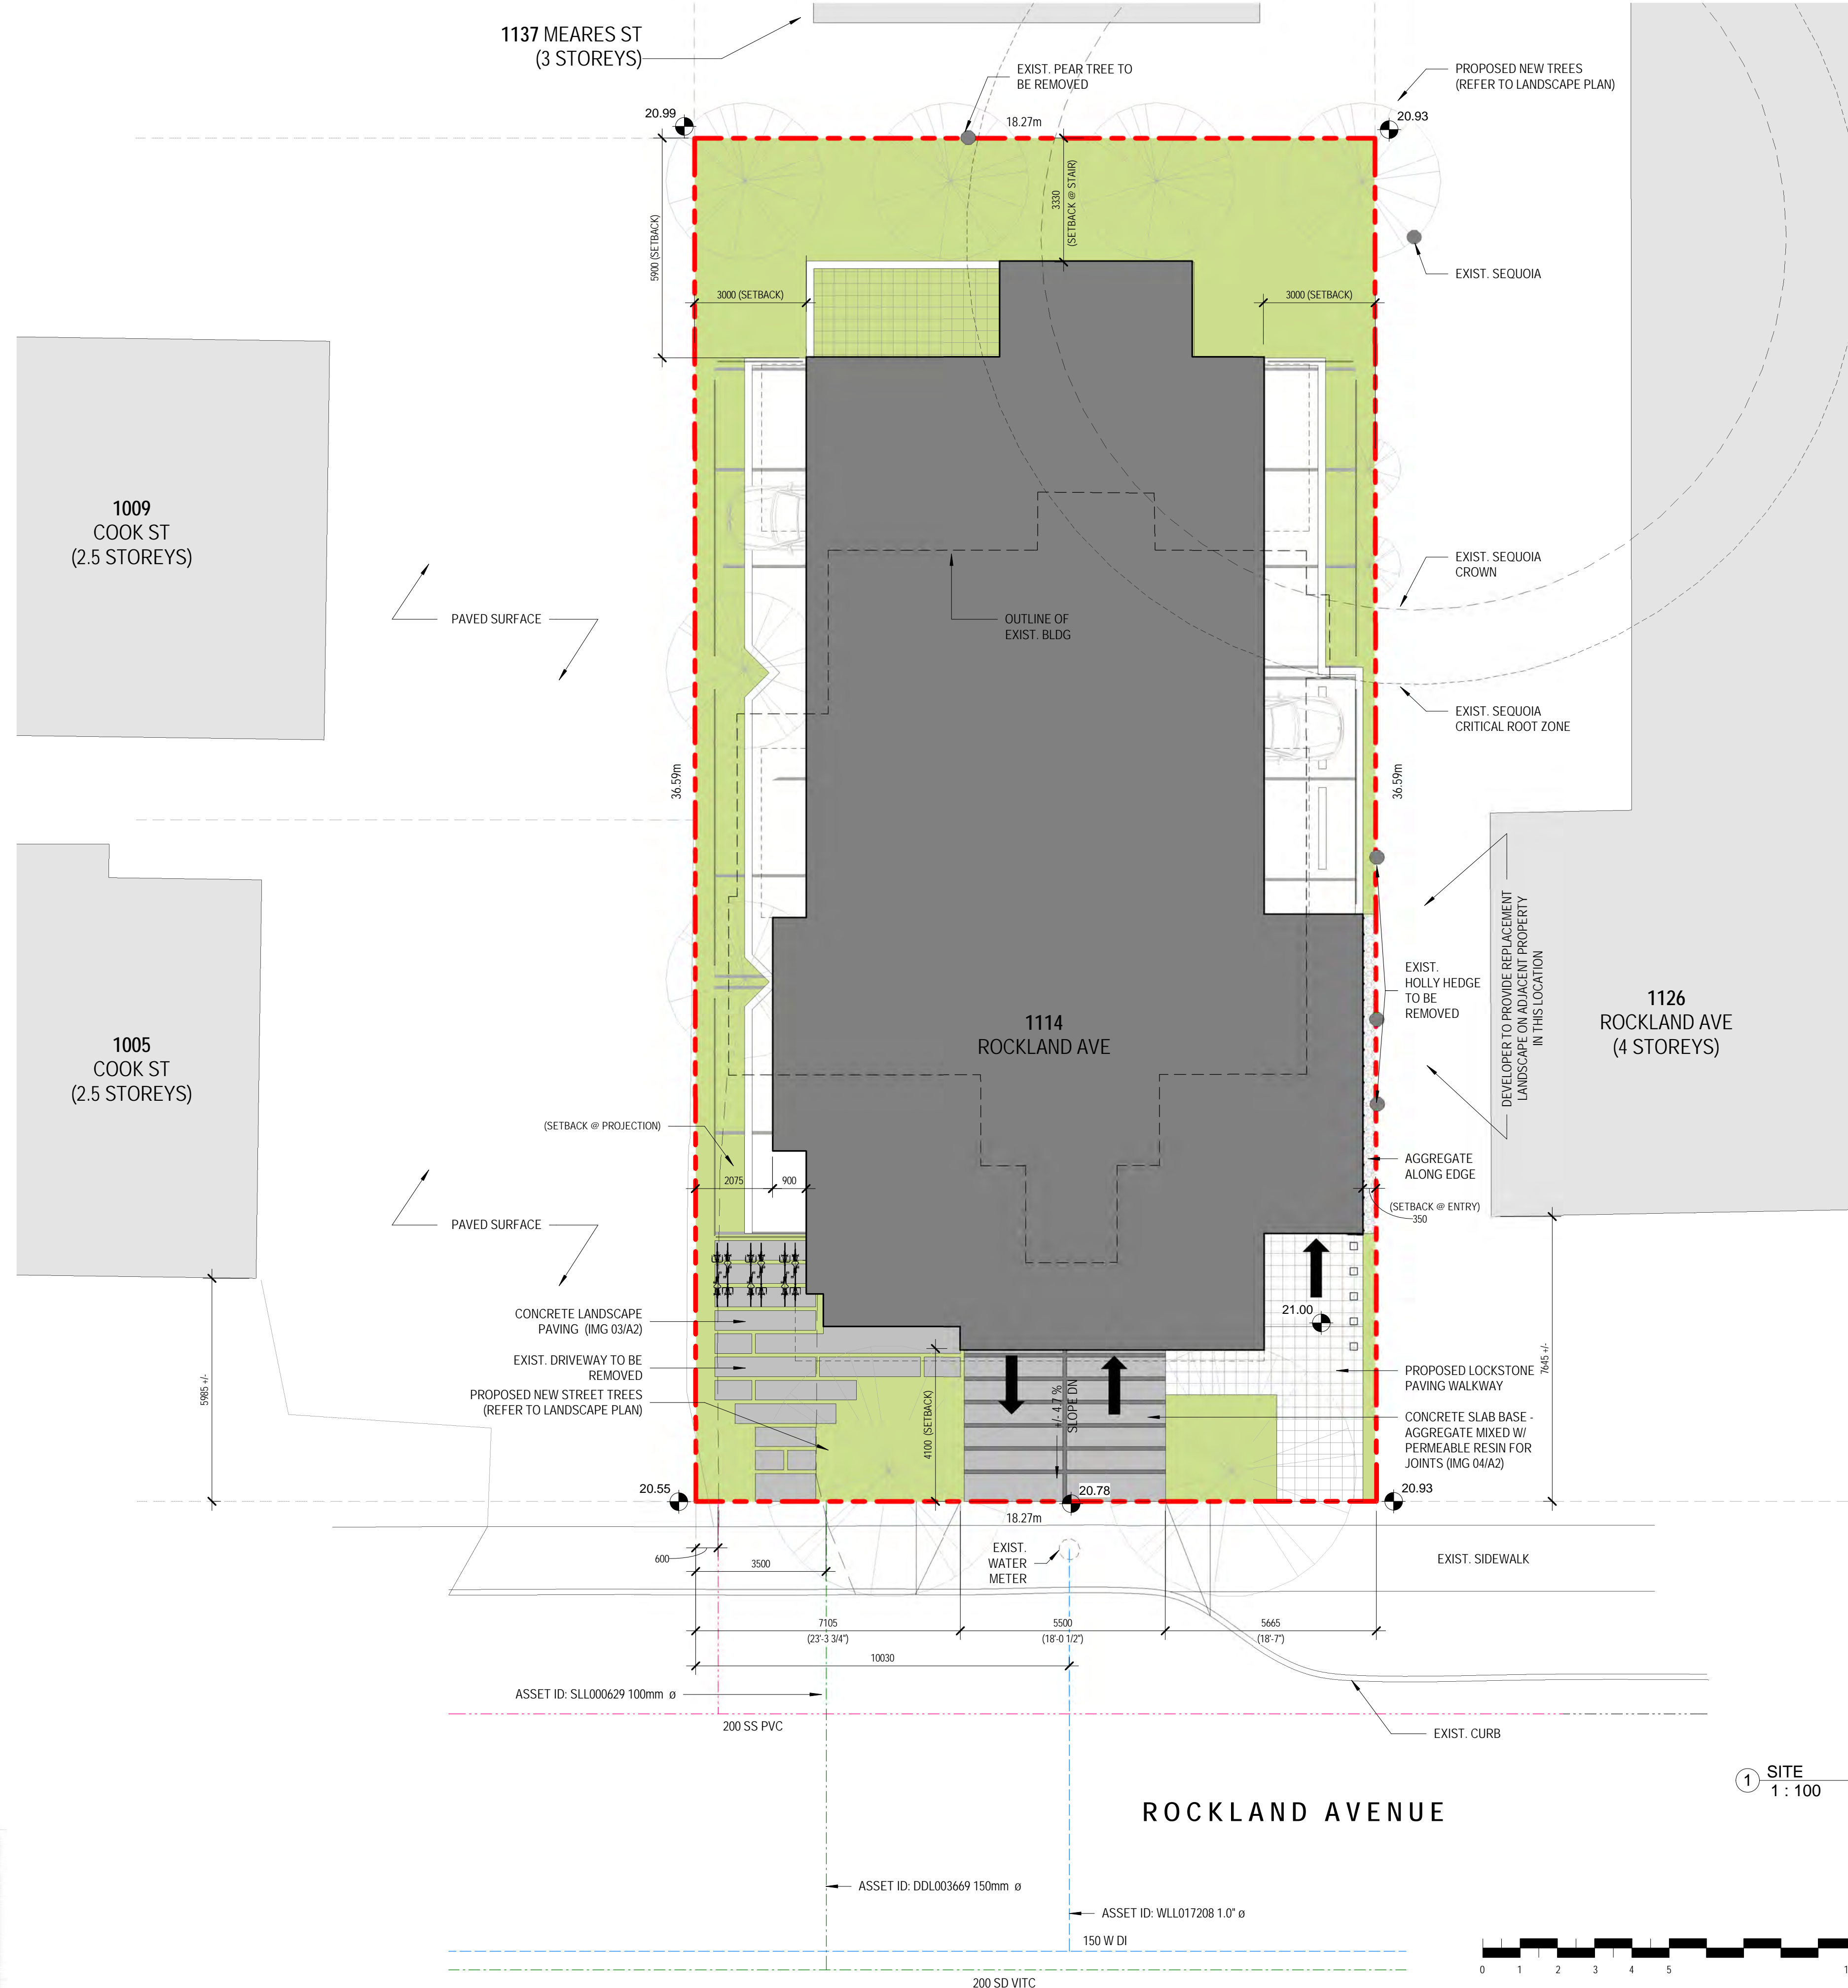 1137 MEARES ST
(3 STOREYS)
EXIST. PEAR TREE TO
BE REMOVED
PROPOSED NEW TREES
(REFER TO LANDSCAPE PLAN)
20.99
18.27m
20.93
5900 (SETBACK)
3330
(SETBACK @ STAIR)
3000 (SETBACK)
3000 (SETBACK)
EXIST. SEQUOIA
1009
COOK ST
(2.5 STOREYS)
PAVED SURFACE
OUTLINE OF
EXIST. BLDG
EXIST. SEQUOIA
CROWN
EXIST. SEQUOIA
CRITICAL ROOT ZONE
36.59m
36.59m
DEVELOPER TO PROVIDE REPLACEMENT
LANDSCAPE ON ADJACENT PROPERTY
IN THIS LOCATION
EXIST.
HOLLY HEDGE
TO BE
REMOVED
1126
ROCKLAND AVE
(4 STOREYS)
1005
COOK ST
(2.5 STOREYS)
1114
ROCKLAND AVE
(SETBACK @ PROJECTION)
2075
900
AGGREGATE
ALONG EDGE
(SETBACK @ ENTRY)
350
PAVED SURFACE
21.00
CONCRETE LANDSCAPE
PAVING (IMG 03/A2)
EXIST. DRIVEWAY TO BE
REMOVED
PROPOSED NEW STREET TREES
(REFER TO LANDSCAPE PLAN)
5985 +/-
4100 (SETBACK)
+/- 4.7 %
SLOPE DN
7645 +/-
PROPOSED LOCKSTONE
PAVING WALKWAY
CONCRETE SLAB BASE -
AGGREGATE MIXED W/
PERMEABLE RESIN FOR
JOINTS (IMG 04/A2)
20.55
20.78
20.93
18.27m
EXIST.
WATER
METER
EXIST. SIDEWALK
600
3500
7105
(23'-3 3/4")
5500
(18'-0 1/2")
5665
(18'-7")
10030
ASSET ID: SLL000629 100mm ø
200 SS PVC
EXIST. CURB
1 SITE
1 : 100
ROCKLAND AVENUE
ASSET ID: DDL003669 150mm ø
ASSET ID: WLL017208 1.0" ø
150 W DI
200 SD VITC
0 1 2 3 4 5